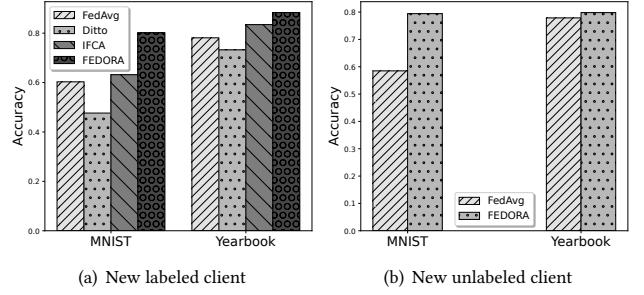 FedAvg
Ditto
IFCA
FEDORA
Accuracy
0.8
0.6
0.4
0.2
0.0
MNIST
Yearbook
(a) New labeled client
Accuracy
0.8
0.7
0.6
0.5
0.4
0.3
0.2
0.1
0.0
FedAvg
FEDORA
MNIST
Yearbook
(b) New unlabeled client